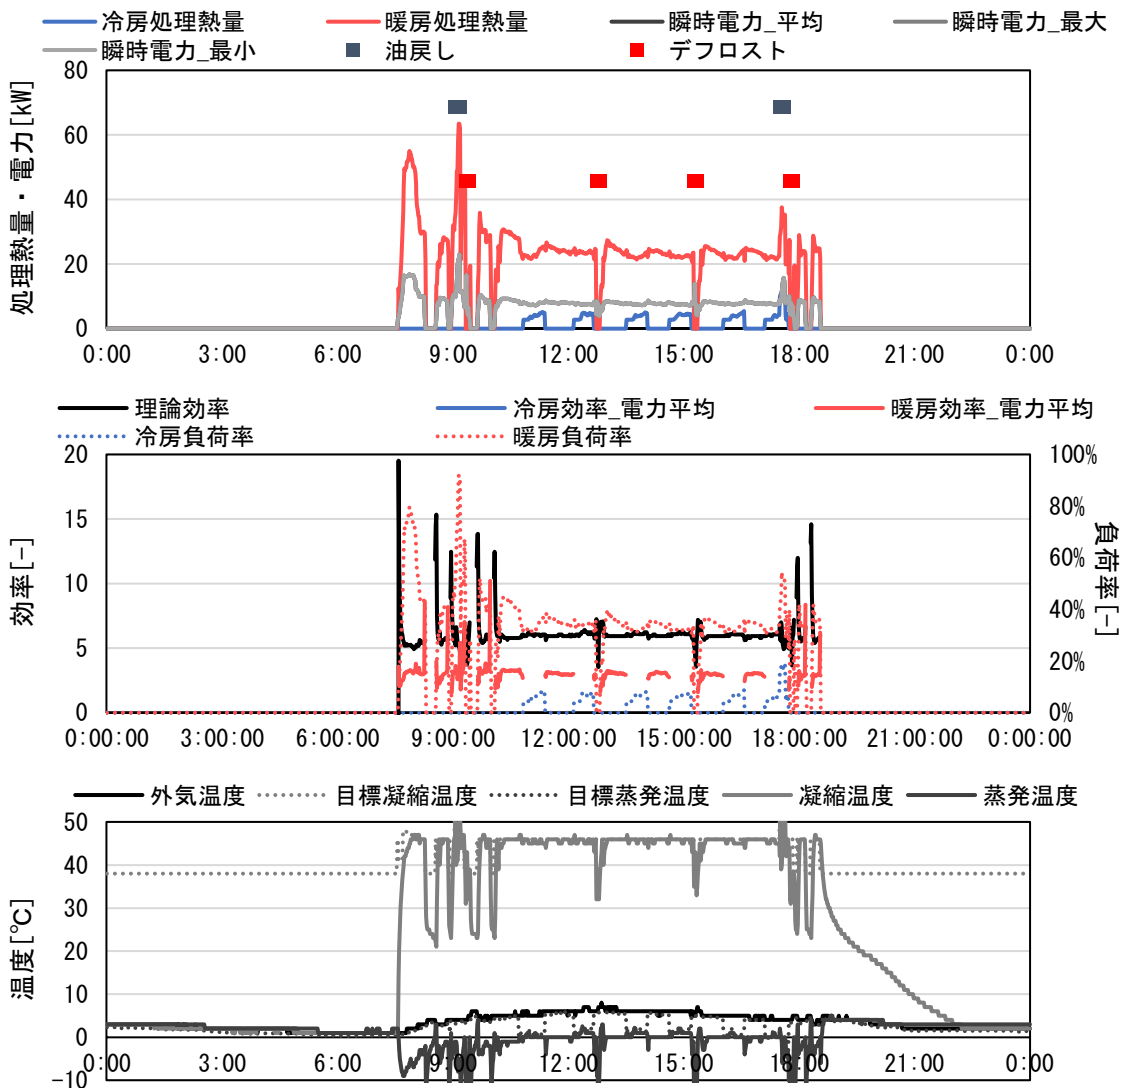 冷房処理熱量 暖房処理熱量 瞬時電力_平均 瞬時電力_最大
瞬時電力_最小 油戻し デフロスト
処理熱量・電力[kW]
80
60
40
20
0
0:00 3:00 6:00 9:00 12:00 15:00 18:00 21:00 0:00
理論効率 冷房効率_電力平均 暖房効率_電力平均
冷房負荷率 暖房負荷率
効率[-]
20
15
10
5
0
100%
80%
60%
40%
20%
0%
負荷率[-]
0:00:00 3:00:00 6:00:00 9:00:00 12:00:00 15:00:00 18:00:00 21:00:00 0:00:00
外気温度 目標凝縮温度 目標蒸発温度 凝縮温度 蒸発温度
温度[℃]
50
40
30
20
10
0
-10
0:00 3:00 6:00 9:00 12:00 15:00 18:00 21:00 0:00